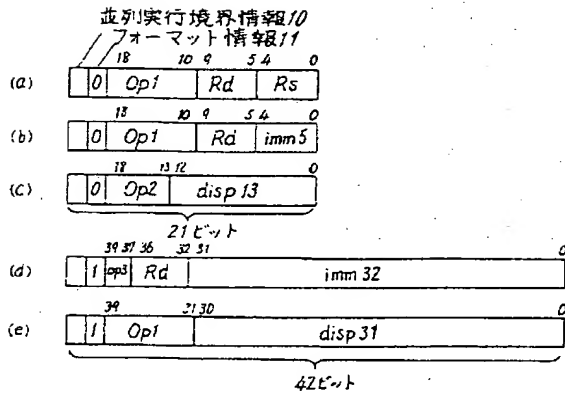 並列実行境界情報10
フォーマット情報11
18 10 9 5 4 0
(a) 0 Op1 Rd Rs
18 10 9 5 4 0
(b) 0 Op1 Rd imm5
18 13 12 0
(c) 0 Op2 disp13
21ビット
39 37 36 32 31 0
(d) 1 op3 Rd imm32
39 31 30 0
(e) 1 Op1 disp31
42ビット